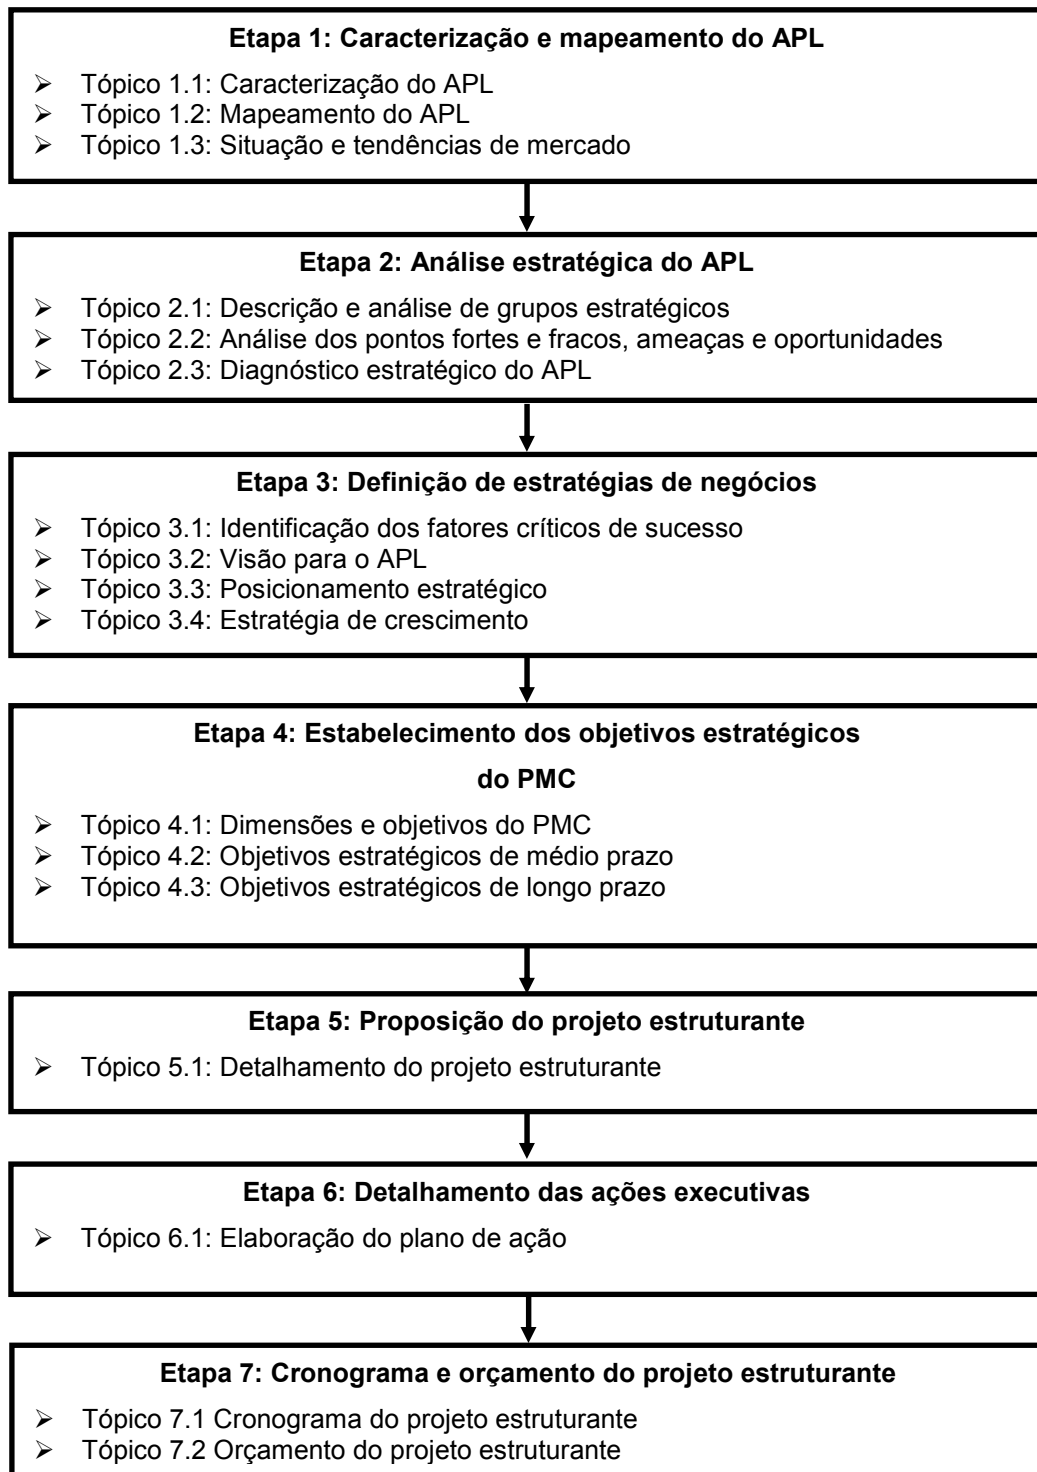 Etapa 1: Caracterização e mapeamento do APL
➢ Tópico 1.1: Caracterização do APL
➢ Tópico 1.2: Mapeamento do APL
➢ Tópico 1.3: Situação e tendências de mercado
Etapa 2: Análise estratégica do APL
➢ Tópico 2.1: Descrição e análise de grupos estratégicos
➢ Tópico 2.2: Análise dos pontos fortes e fracos, ameaças e oportunidades
➢ Tópico 2.3: Diagnóstico estratégico do APL
Etapa 3: Definição de estratégias de negócios
➢ Tópico 3.1: Identificação dos fatores críticos de sucesso
➢ Tópico 3.2: Visão para o APL
➢ Tópico 3.3: Posicionamento estratégico
➢ Tópico 3.4: Estratégia de crescimento
Etapa 4: Estabelecimento dos objetivos estratégicos
do PMC
➢ Tópico 4.1: Dimensões e objetivos do PMC
➢ Tópico 4.2: Objetivos estratégicos de médio prazo
➢ Tópico 4.3: Objetivos estratégicos de longo prazo
Etapa 5: Proposição do projeto estruturante
➢ Tópico 5.1: Detalhamento do projeto estruturante
Etapa 6: Detalhamento das ações executivas
➢ Tópico 6.1: Elaboração do plano de ação
Etapa 7: Cronograma e orçamento do projeto estruturante
➢ Tópico 7.1 Cronograma do projeto estruturante
➢ Tópico 7.2 Orçamento do projeto estruturante